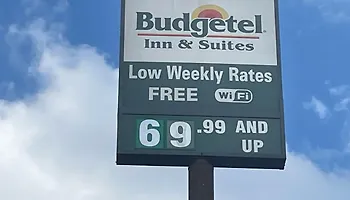 Budgetel
Inn & Suites
Low Weekly Rates
FREE WiFi
69.99 AND
UP